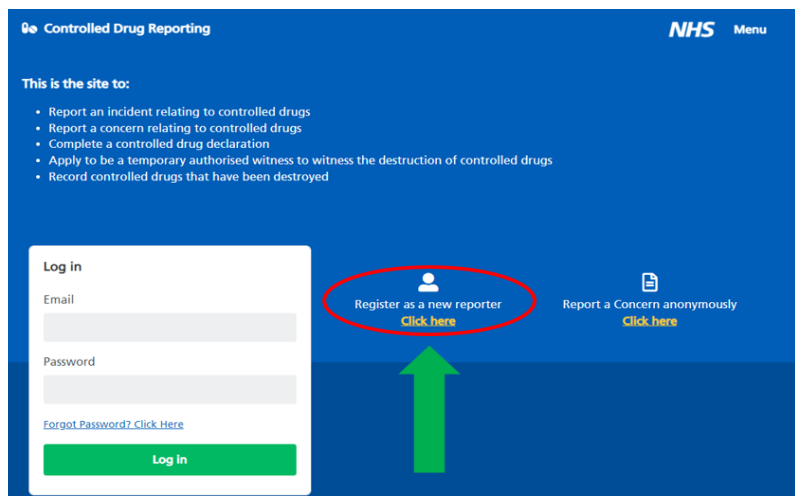 Controlled Drug Reporting
NHS Menu
This is the site to:
• Report an incident relating to controlled drugs
• Report a concern relating to controlled drugs
• Complete a controlled drug declaration
• Apply to be a temporary authorised witness to witness the destruction of controlled drugs
• Record controlled drugs that have been destroyed
Log in
Email
Password
Forgot Password? Click Here
Log in
Register as a new reporter
Click here
Report a Concern anonymously
Click here